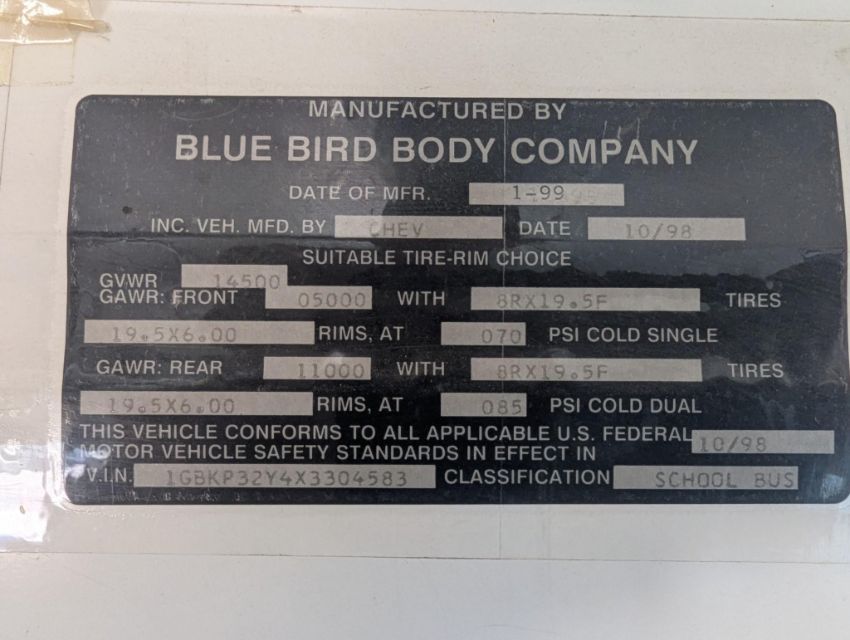 MANUFACTURED BY
BLUE BIRD BODY COMPANY
DATE OF MFR. 1-99
INC. VEH. MFD. BY CHEV DATE 10/98
SUITABLE TIRE-RIM CHOICE
GVWR 14500
GAWR: FRONT 05000 WITH 8RX19.5F TIRES
19.5X6.00 RIMS, AT 070 PSI COLD SINGLE
GAWR: REAR 11000 WITH 8RX19.5F TIRES
19.5X6.00 RIMS, AT 085 PSI COLD DUAL
THIS VEHICLE CONFORMS TO ALL APPLICABLE U.S. FEDERAL
MOTOR VEHICLE SAFETY STANDARDS IN EFFECT IN 10/98
V.I.N. 1GBKP32Y4X3304583 CLASSIFICATION SCHOOL BUS